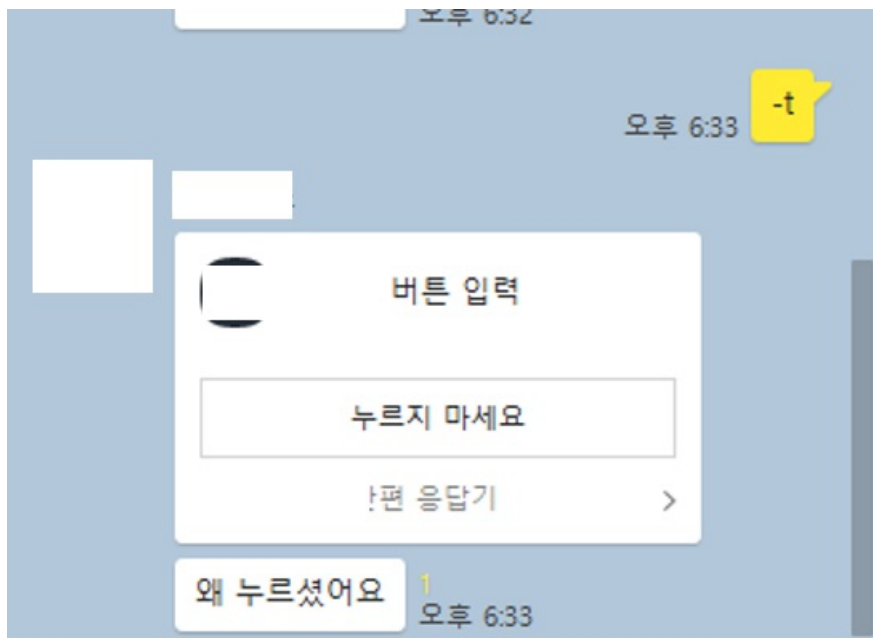 오후 6:32
-t
오후 6:33
버튼 입력
누르지 마세요
응답기
왜 누르셨어요
1
오후 6:33